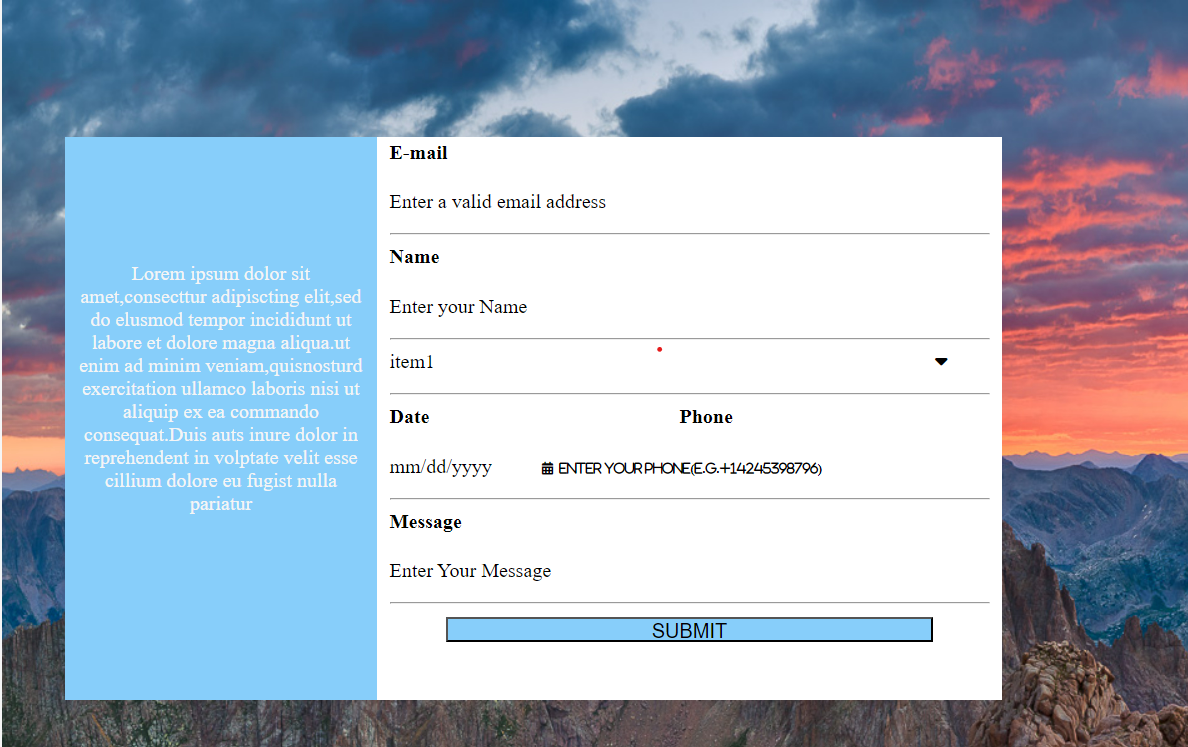 Lorem ipsum dolor sit
amet,consecttur adipiscting elit,sed
do elusmod tempor incididunt ut
labore et dolore magna aliqua.ut
enim ad minim veniam,quisnosturd
exercitation ullamco laboris nisi ut
aliquip ex ea commando
consequat.Duis auts inure dolor in
reprehendent in volptate velit esse
cillium dolore eu fugist nulla
pariatur
E-mail
Enter a valid email address
Name
Enter your Name
item1
Date Phone
mm/dd/yyyy ENTER YOUR PHONE(E.G.+14245398796)
Message
Enter Your Message
SUBMIT